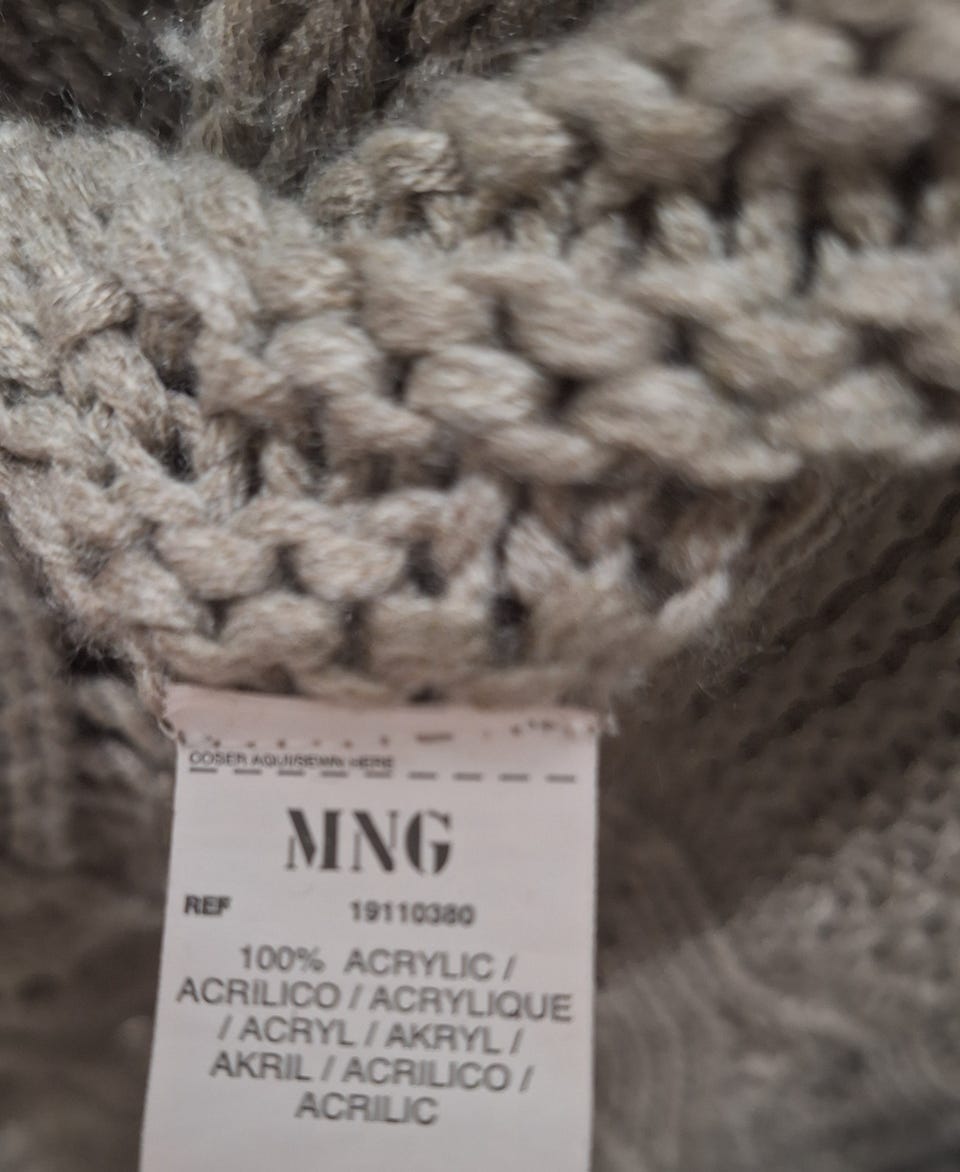 COSER AQUI/SEWN HERE
MNG
REF 19110380
100% ACRYLIC /
ACRILICO / ACRYLIQUE
/ ACRYL / AKRYL /
AKRIL / ACRILICO /
ACRILIC